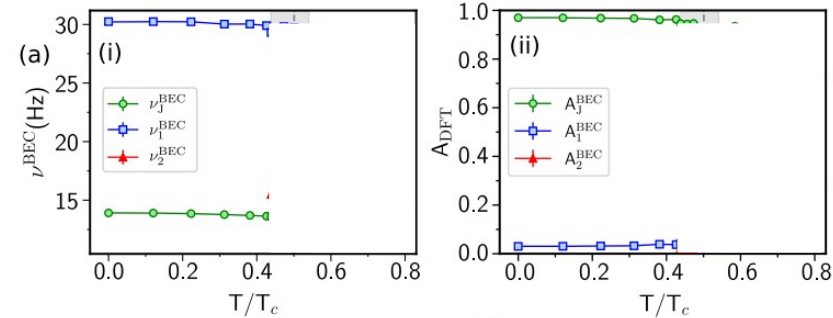 (a)
(i)
ν^BEC(Hz)
30
25
20
15
ν_J^BEC
ν_1^BEC
ν_2^BEC
0.0 0.2 0.4 0.6 0.8
T/T_c
(ii)
A_DFT
1.0
0.8
0.6
0.4
0.2
0.0
A_J^BEC
A_1^BEC
A_2^BEC
0.0 0.2 0.4 0.6 0.8
T/T_c